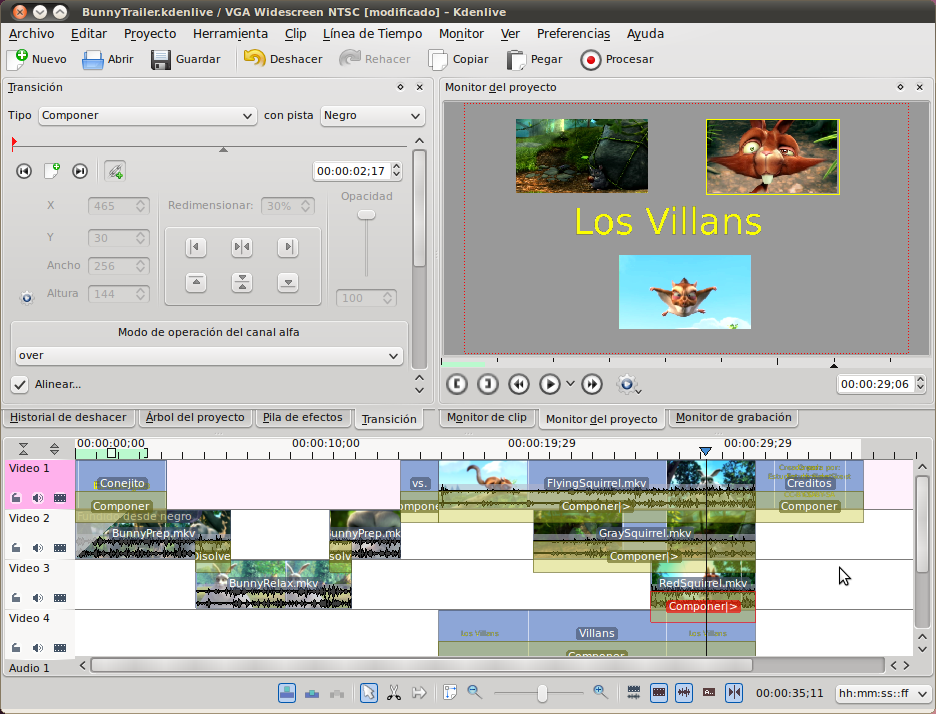 BunnyTrailer.kdenlive / VGA Widescreen NTSC [modificado] – Kdenlive
Archivo Editar Proyecto Herramienta Clip Línea de Tiempo Monitor Ver Preferencias Ayuda
Nuevo Abrir Guardar Deshacer Rehacer Copiar Pegar Procesar
Transición
Tipo Componer con pista Negro
00:00:02;17
X 465
Redimensionar: 30%
Opacidad
Y 30
Ancho 256
Altura 144
100
Modo de operación del canal alfa
over
Alinear...
Monitor del proyecto
Los Villans
00:00:29;06
Historial de deshacer Árbol del proyecto Pila de efectos Transición
Monitor de clip Monitor del proyecto Monitor de grabación
00:00:00;00 00:00:10;00 00:00:19;29 00:00:29;29
Video 1
Conejito vs. FlyingSquirrel.mkv Creditos
Componer ompone Componer|> Componer
Video 2
Fundido desde negro
BunnyPrep.mkv unnyPrep.mk GraySquirrel.mkv
Disolve solv Componer|>
Video 3
BunnyRelax.mkv RedSquirrel.mkv
Componer|>
Video 4
Los Villans Villans Los Villans
Componer
Audio 1
00:00:35;11 hh:mm:ss::ff